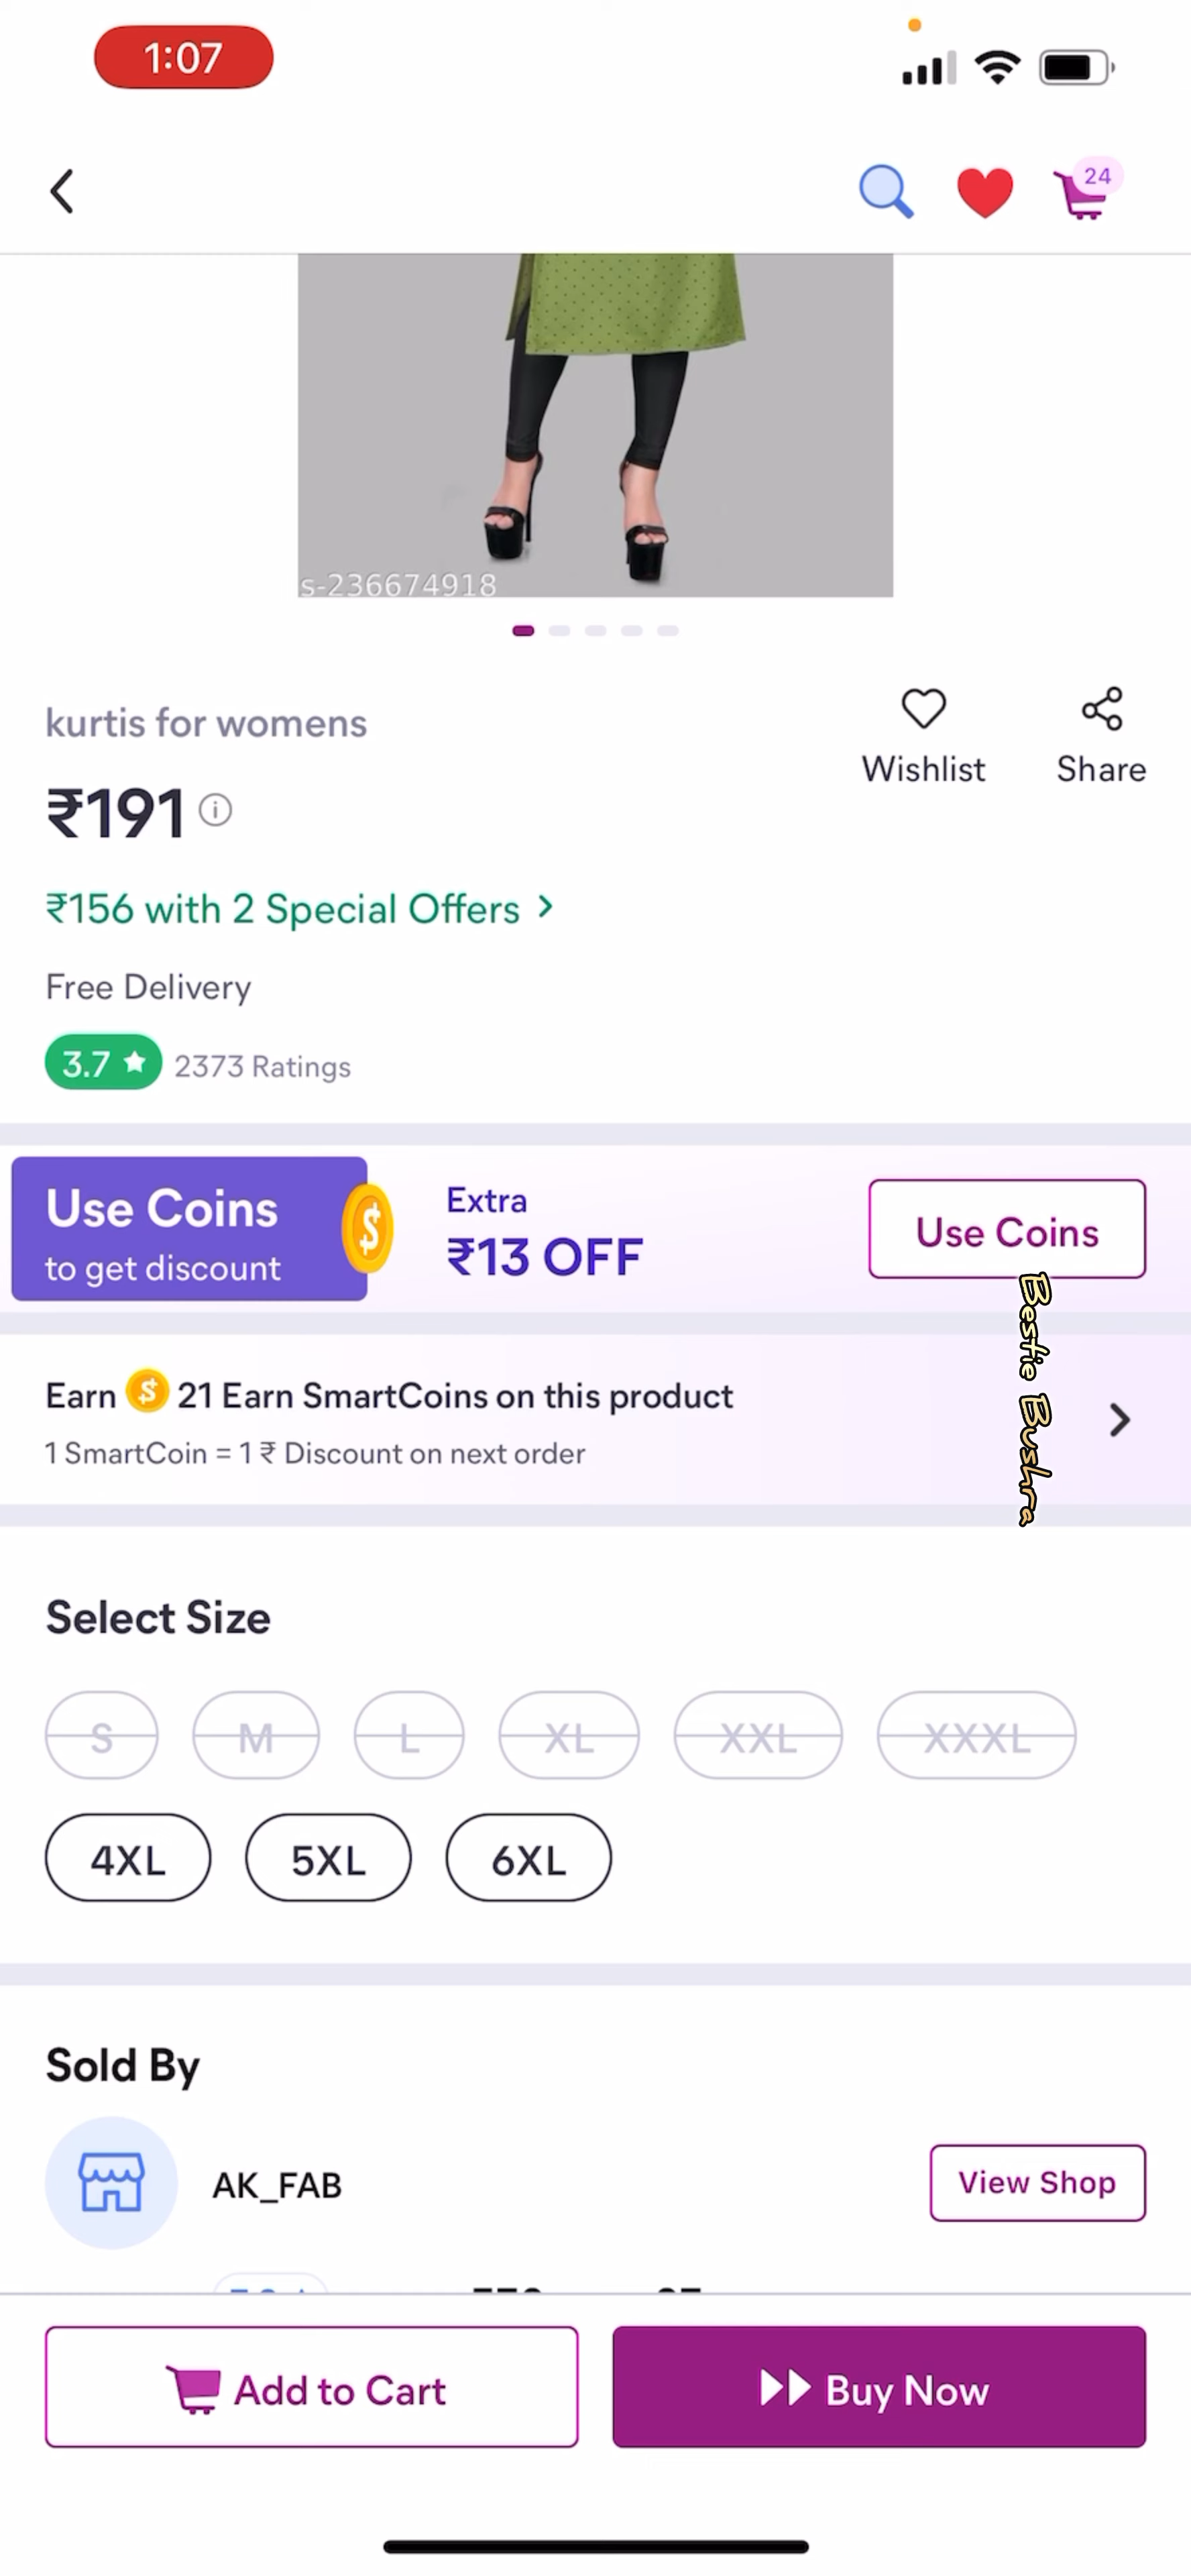 1:07
24
s-236674918
kurtis for womens
Wishlist
Share
₹191
₹156 with 2 Special Offers
Free Delivery
3.7 ★ 2373 Ratings
Use Coins
to get discount
Extra
₹13 OFF
Use Coins
Bestie Bushra
Earn 21 Earn SmartCoins on this product
1 SmartCoin = 1 ₹ Discount on next order
Select Size
S M L XL XXL XXXL
4XL 5XL 6XL
Sold By
AK_FAB
View Shop
Add to Cart
Buy Now